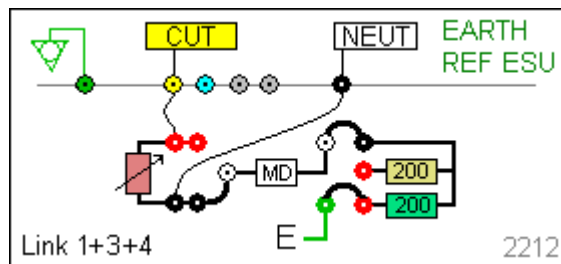 CUT
NEUT
EARTH
REF ESU
MD
200
200
E
Link 1+3+4
2212